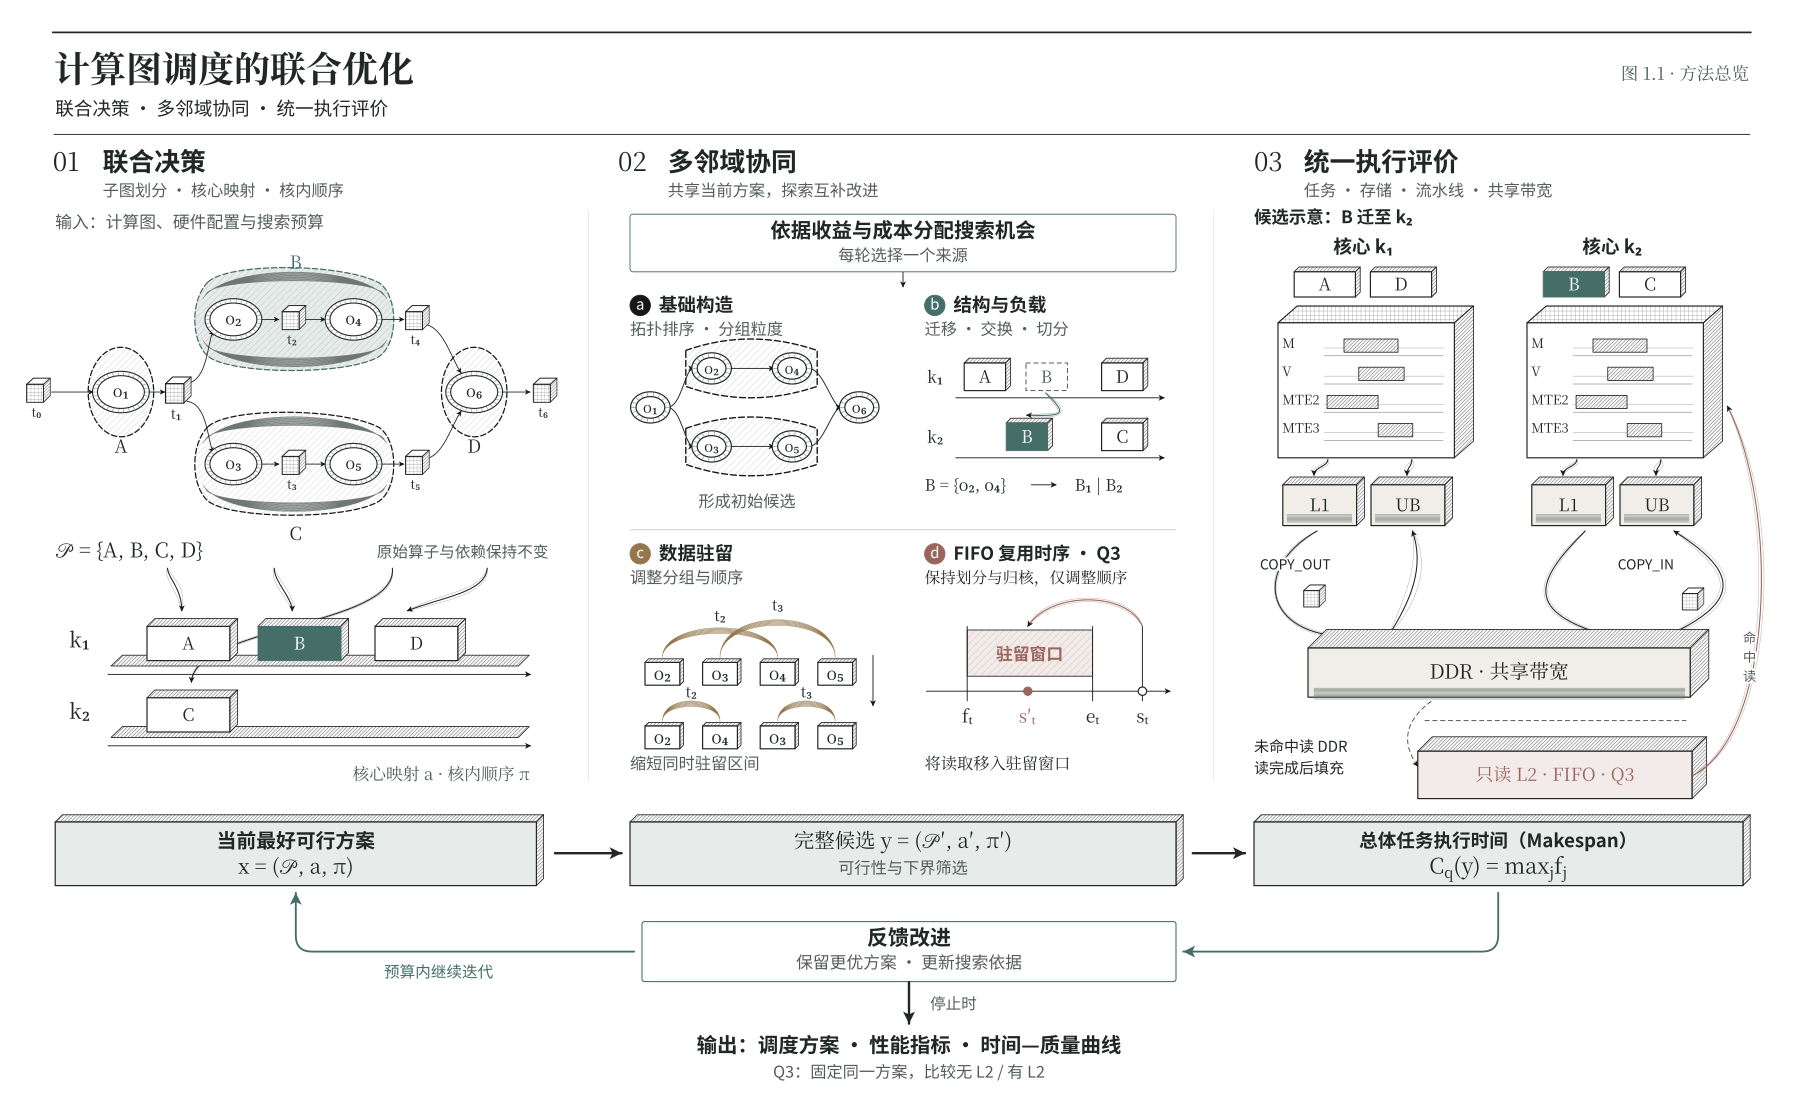 计算图调度的联合优化
图 1.1 · 方法总览
联合决策 • 多邻域协同 • 统一执行评价
01 联合决策
子图划分 • 核心映射 • 核内顺序
输入：计算图、硬件配置与搜索预算
B
O₂
t₂
O₄
t₄
t₀
O₁
t₁
O₆
t₆
A
D
O₃
t₃
O₅
t₅
C
𝒫 = {A, B, C, D}
原始算子与依赖保持不变
k₁
A
B
D
k₂
C
核心映射 a · 核内顺序 π
02 多邻域协同
共享当前方案，探索互补改进
依据收益与成本分配搜索机会
每轮选择一个来源
a 基础构造
拓扑排序 • 分组粒度
O₂
O₄
O₁
O₆
O₃
O₅
形成初始候选
b 结构与负载
迁移 • 交换 • 切分
k₁
A
B
D
k₂
B
C
B = {o₂, o₄} → B₁ | B₂
c 数据驻留
调整分组与顺序
t₂
t₃
O₂
O₃
O₄
O₅
t₂
t₃
O₂
O₄
O₃
O₅
缩短同时驻留区间
d FIFO 复用时序 • Q3
保持划分与归核，仅调整顺序
驻留窗口
fₜ
s′ₜ
eₜ
sₜ
将读取移入驻留窗口
03 统一执行评价
任务 • 存储 • 流水线 • 共享带宽
候选示意：B 迁至 k₂
核心 k₁
A
D
M
V
MTE2
MTE3
L1
UB
核心 k₂
B
C
M
V
MTE2
MTE3
L1
UB
COPY_OUT
COPY_IN
DDR · 共享带宽
命中读
未命中读 DDR
读完成后填充
只读 L2 · FIFO · Q3
当前最好可行方案
x = (𝒫, a, π)
完整候选 y = (𝒫′, a′, π′)
可行性与下界筛选
总体任务执行时间（Makespan）
C_q(y) = max_j f_j
反馈改进
保留更优方案 • 更新搜索依据
预算内继续迭代
停止时
输出：调度方案 • 性能指标 • 时间—质量曲线
Q3：固定同一方案，比较无 L2 / 有 L2